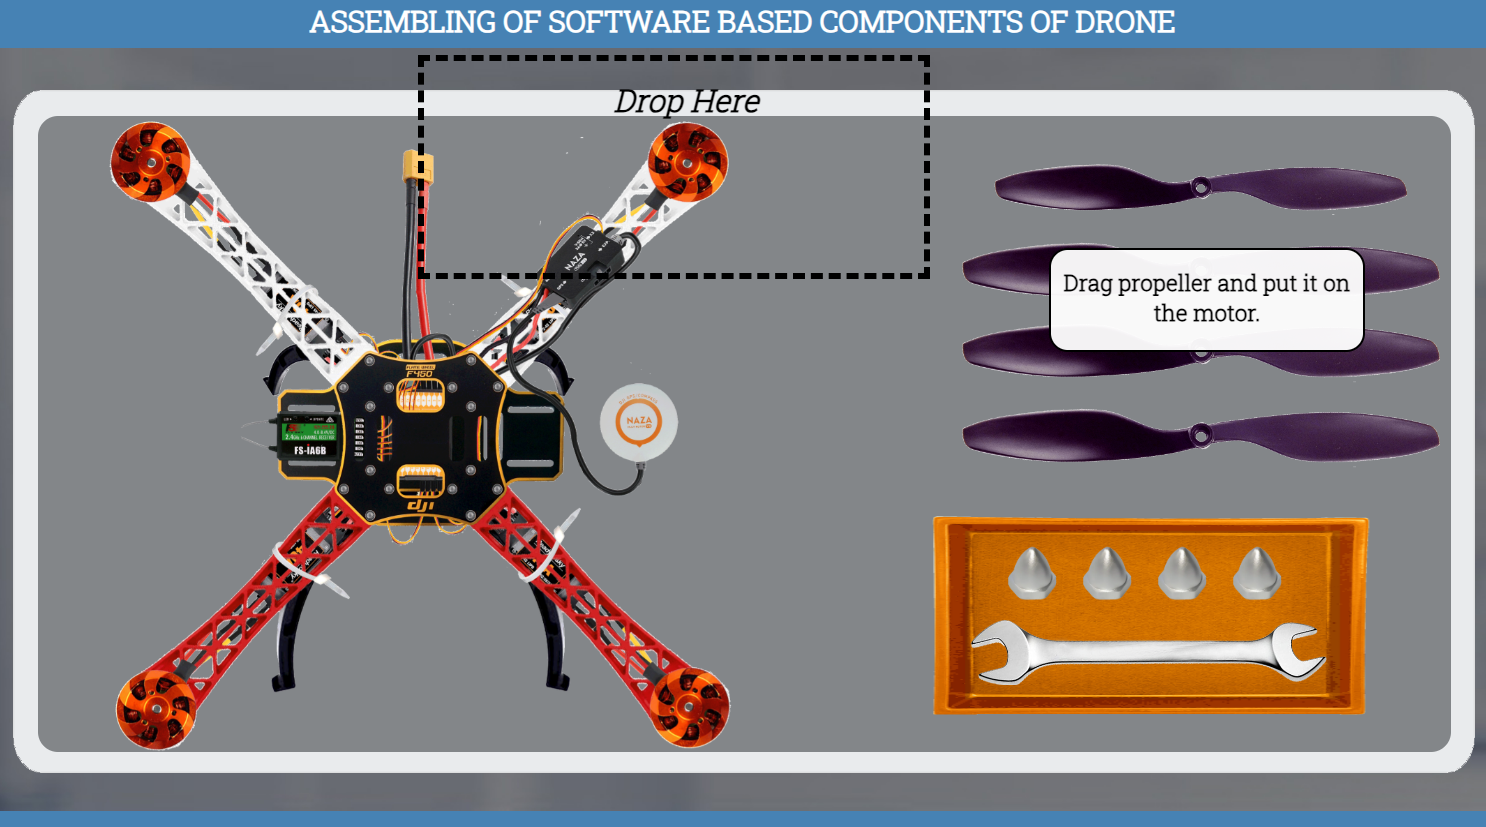 ASSEMBLING OF SOFTWARE BASED COMPONENTS OF DRONE
Drop Here
NAZA
Drag propeller and put it on
the motor.
F450
NAZA
FS-iA6B
dji